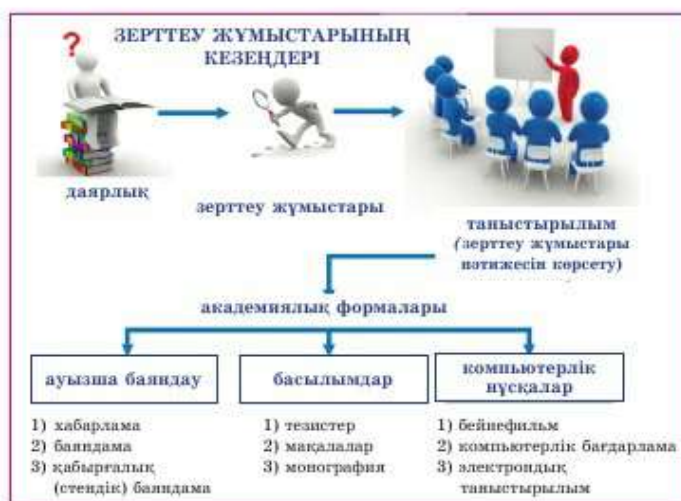 ?
ЗЕРТТЕУ ЖҰМЫСТАРЫНЫҢ
КЕЗЕҢДЕРІ
даярлық
зерттеу жұмыстары
таныстырылым
(зерттеу жұмыстары
нәтижесін көрсету)
академиялық формалары
ауызша баяндау
1) хабарлама
2) баяндама
3) қабырғалық
(стендік) баяндама
басылымдар
1) тезистер
2) мақалалар
3) монография
компьютерлік
нұсқалар
1) бейнефильм
2) компьютерлік бағдарлама
3) электрондық
таныстырылым